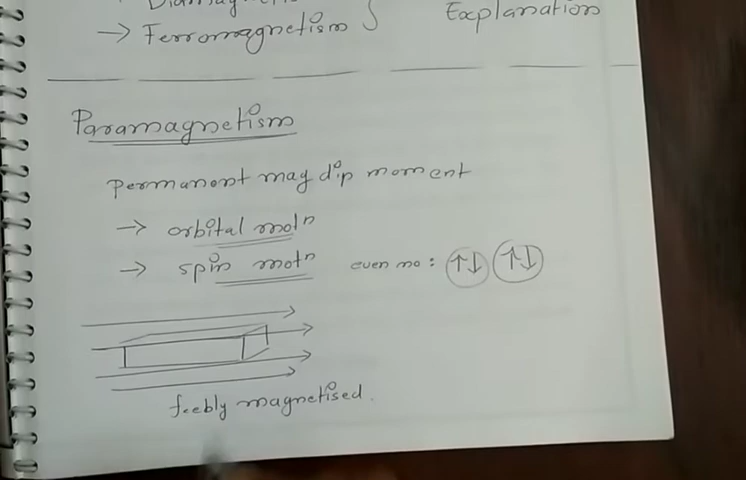 → Ferromagnetism } Explanation
Paramagnetism
permanent mag dip moment
→ orbital motⁿ
→ spin motⁿ even no: ↑↓ ↑↓
feebly magnetised.